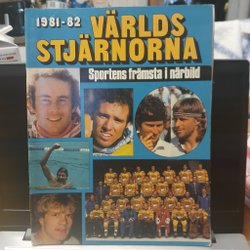 1981-82
VÄRLDS
STJÄRNORNA
Sportens främsta i närbild